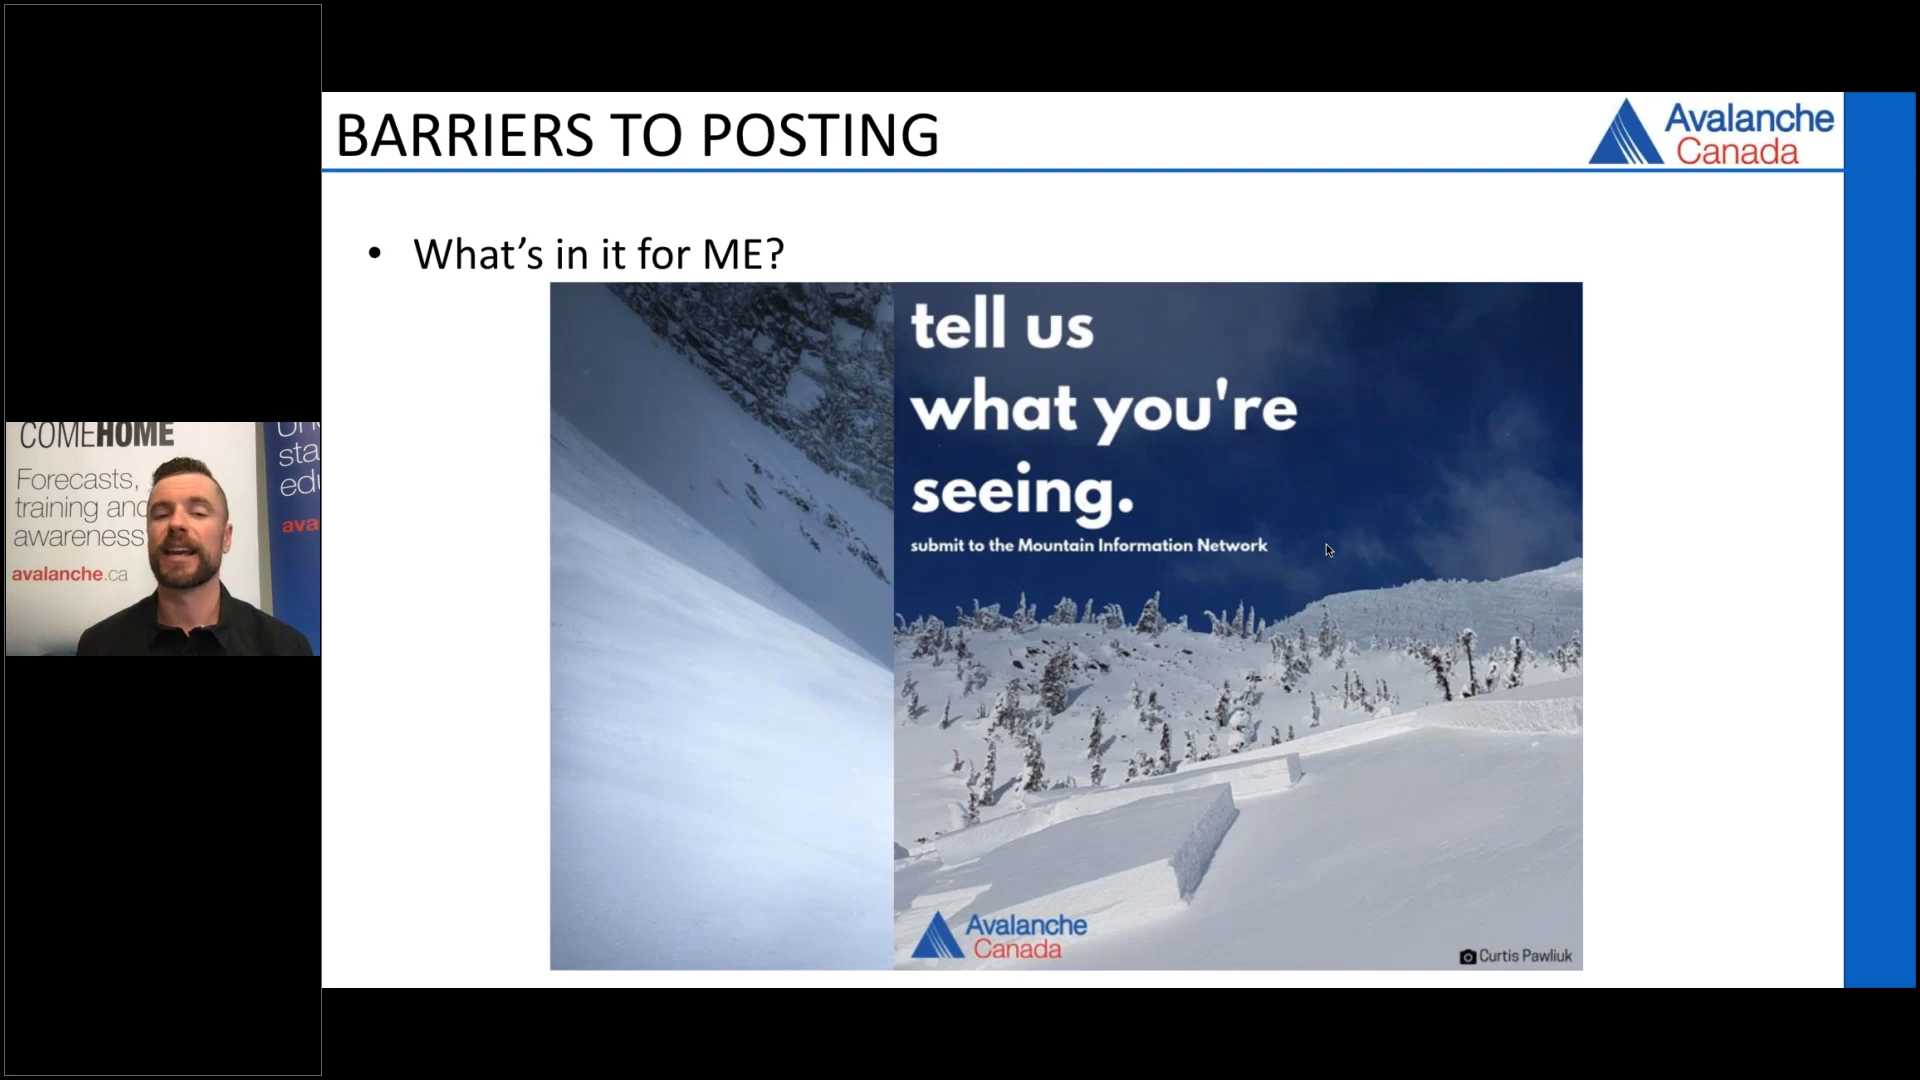 BARRIERS TO POSTING
Avalanche
Canada
• What's in it for ME?
tell us
what you're
seeing.
submit to the Mountain Information Network
Avalanche
Canada
Curtis Pawliuk
COMEHOME
Forecasts,
training and
awareness
avalanche.ca
sta
edu
ava